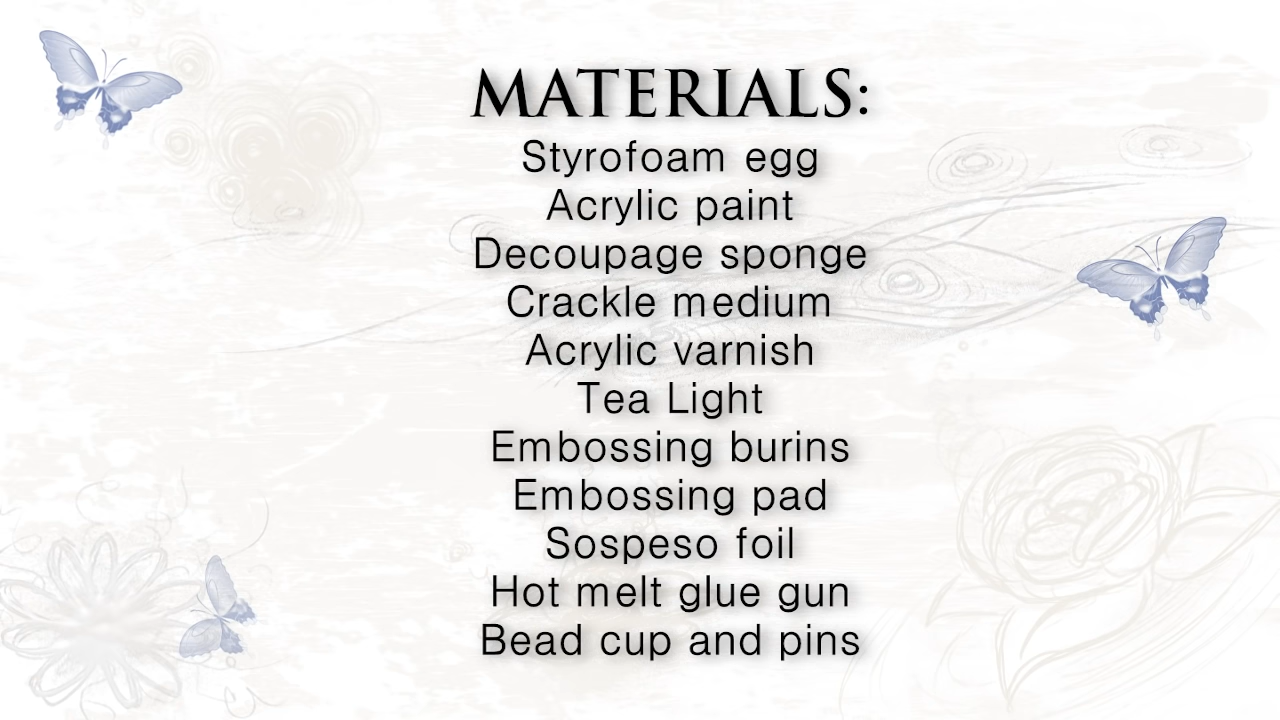 MATERIALS:
Styrofoam egg
Acrylic paint
Decoupage sponge
Crackle medium
Acrylic varnish
Tea Light
Embossing burins
Embossing pad
Sospeso foil
Hot melt glue gun
Bead cup and pins